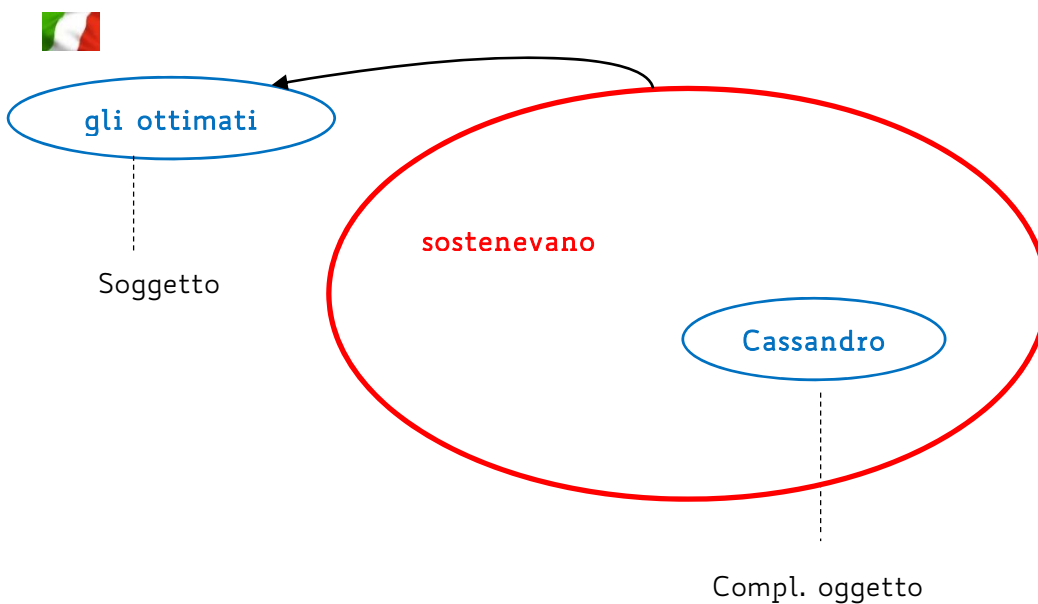 gli ottimati
sostenevano
Soggetto
Cassandro
Compl. oggetto